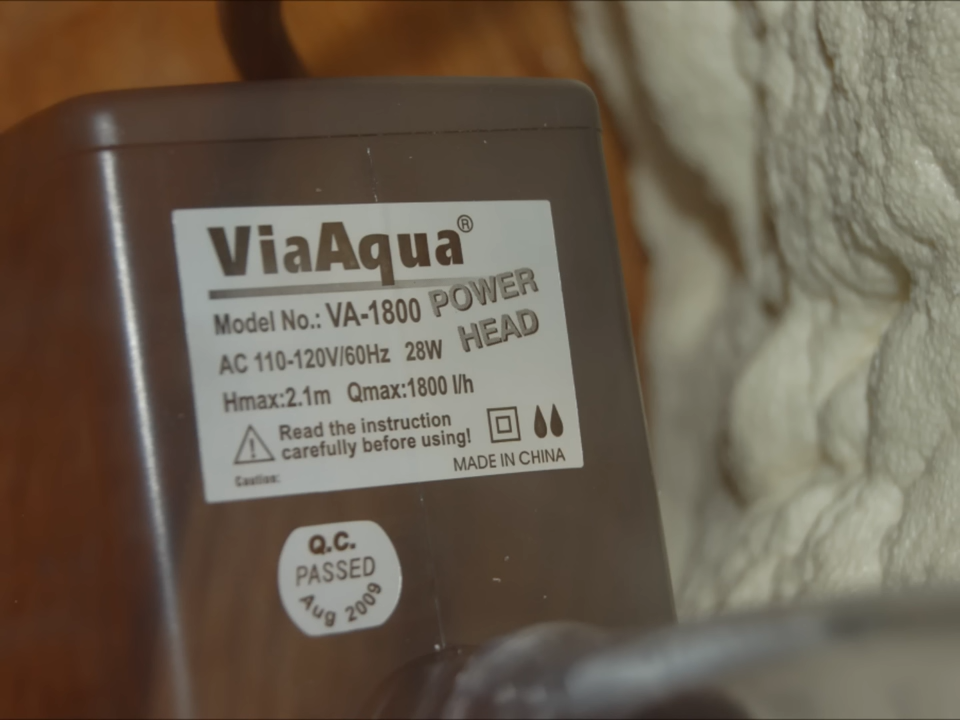 ViaAqua®
POWER
HEAD
Model No.: VA-1800
AC 110-120V/60Hz 28W
Hmax:2.1m Qmax:1800 l/h
Read the instruction
carefully before using!
Caution:
MADE IN CHINA
Q.C.
PASSED
Aug 2009